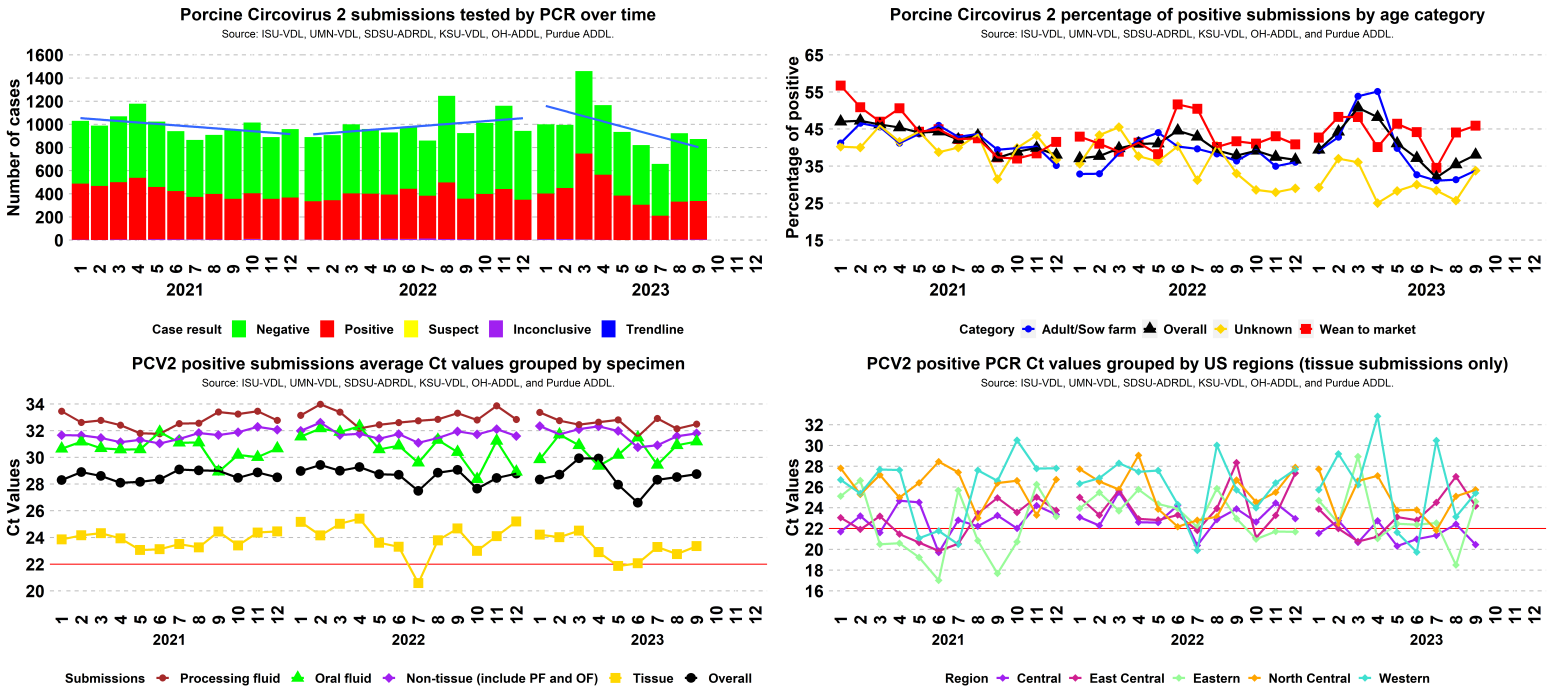 Porcine Circovirus 2 submissions tested by PCR over time
Source: ISU-VDL, UMN-VDL, SDSU-ADRDL, KSU-VDL, OH-ADDL, Purdue ADDL.
Number of cases
1600
1400
1200
1000
800
600
400
200
0
1 2 3 4 5 6 7 8 9 10 11 12 1 2 3 4 5 6 7 8 9 10 11 12 1 2 3 4 5 6 7 8 9 10 11 12
2021 2022 2023
Case result Negative Positive Suspect Inconclusive Trendline
Porcine Circovirus 2 percentage of positive submissions by age category
Source: ISU-VDL, UMN-VDL, SDSU-ADRDL, KSU-VDL, OH-ADDL, and Purdue ADDL.
Percentage of positive
65
55
45
35
25
15
1 2 3 4 5 6 7 8 9 10 11 12 1 2 3 4 5 6 7 8 9 10 11 12 1 2 3 4 5 6 7 8 9 10 11 12
2021 2022 2023
Category Adult/Sow farm Overall Unknown Wean to market
PCV2 positive submissions average Ct values grouped by specimen
Source: ISU-VDL, UMN-VDL, SDSU-ADRDL, KSU-VDL, OH-ADDL, and Purdue ADDL.
Ct Values
34
32
30
28
26
24
22
20
1 2 3 4 5 6 7 8 9 10 11 12 1 2 3 4 5 6 7 8 9 10 11 12 1 2 3 4 5 6 7 8 9 10 11 12
2021 2022 2023
Submissions Processing fluid Oral fluid Non-tissue (include PF and OF) Tissue Overall
PCV2 positive PCR Ct values grouped by US regions (tissue submissions only)
Source: ISU-VDL, UMN-VDL, SDSU-ADRDL, KSU-VDL, OH-ADDL, and Purdue ADDL.
Ct Values
32
30
28
26
24
22
20
18
16
1 2 3 4 5 6 7 8 9 10 11 12 1 2 3 4 5 6 7 8 9 10 11 12 1 2 3 4 5 6 7 8 9 10 11 12
2021 2022 2023
Region Central East Central Eastern North Central Western